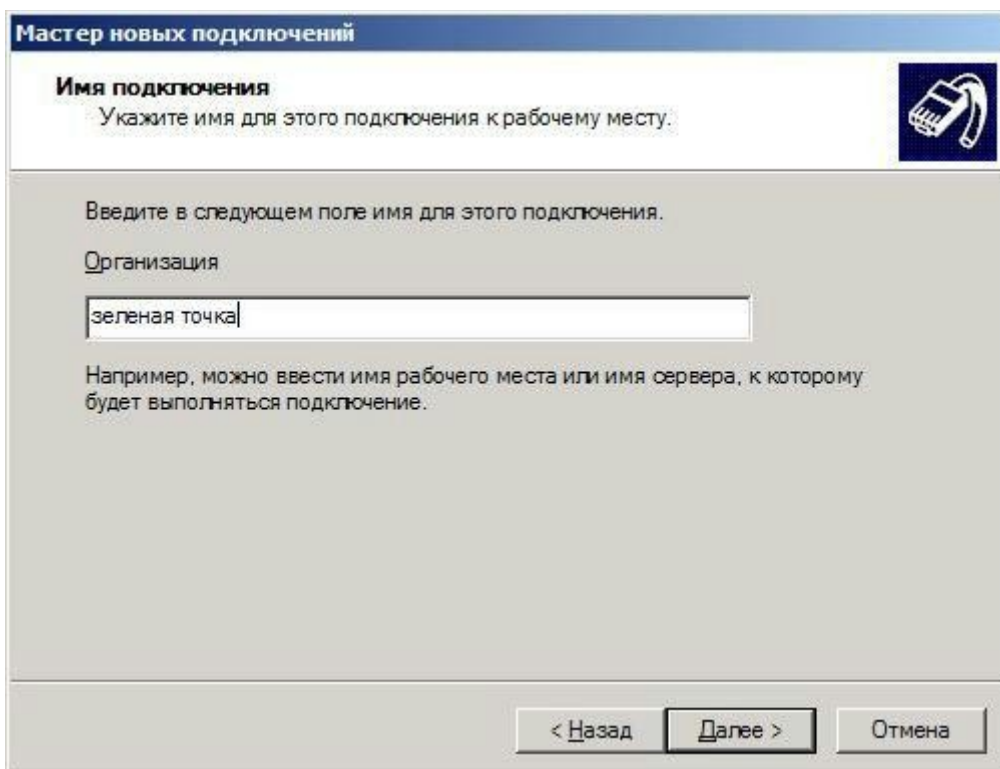 Мастер новых подключений
Имя подключения
Укажите имя для этого подключения к рабочему месту.
Введите в следующем поле имя для этого подключения.
Организация
зеленая точка
Например, можно ввести имя рабочего места или имя сервера, к которому
будет выполняться подключение.
< Назад
Далее >
Отмена